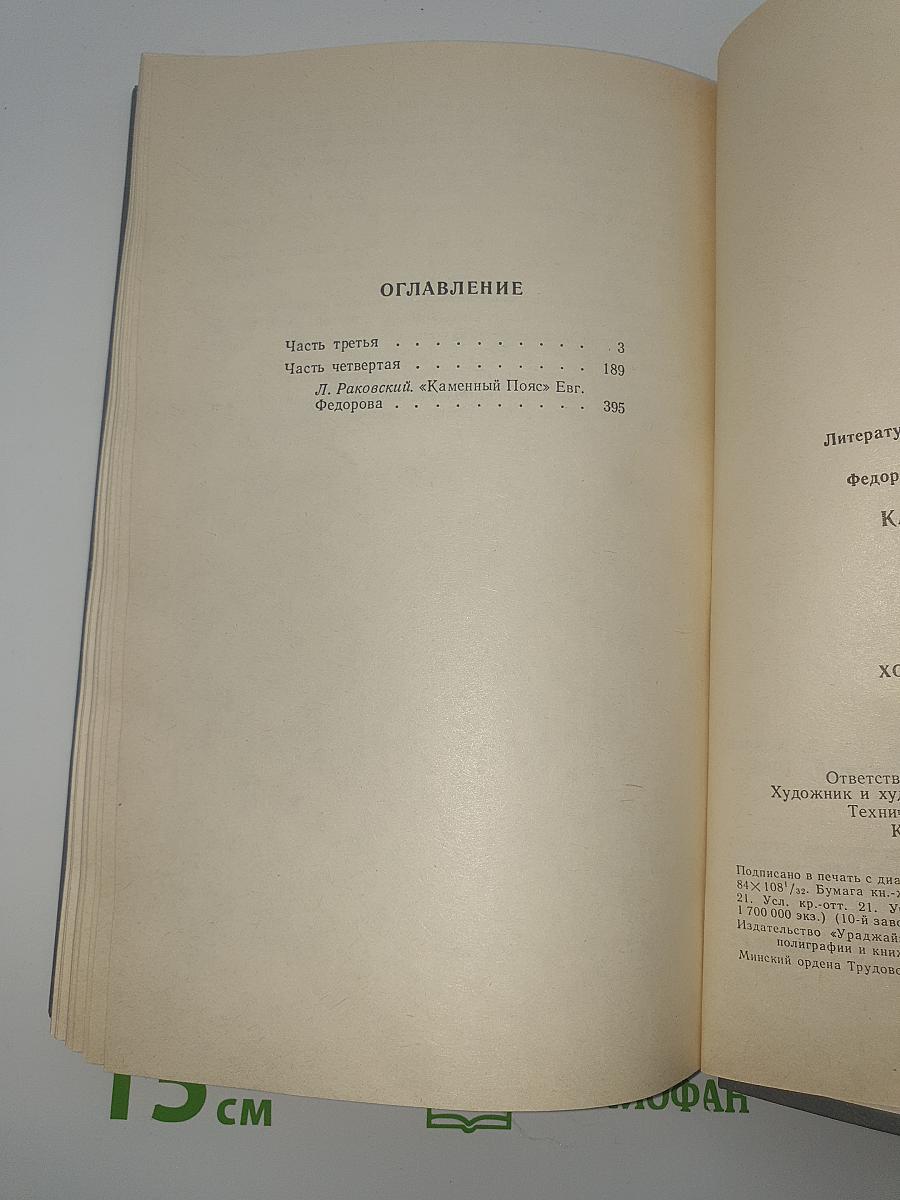 ОГЛАВЛЕНИЕ
Часть третья . . . . . . . . . . 3
Часть четвертая . . . . . . . . . 189
Л. Раковский. «Каменный Пояс» Евг.
Федорова . . . . . . . . . . 395
Литерату
Федор
ХО
Ответств
Художник и худ
Технич
К
Подписано в печать с диа
84×108¹/₃₂. Бумага кн.-ж
21. Усл. кр.-отт. 21. У
1 700 000 экз.) (10-й заво
Издательство «Ураджай»
полиграфии и книж
Минский ордена Трудово
15 см
МОФАН